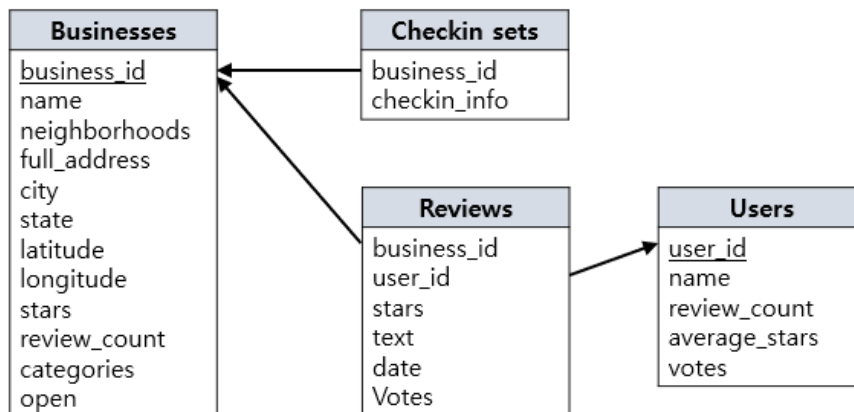 Businesses
business_id
name
neighborhoods
full_address
city
state
latitude
longitude
stars
review_count
categories
open
Checkin sets
business_id
checkin_info
Reviews
business_id
user_id
stars
text
date
Votes
Users
user_id
name
review_count
average_stars
votes